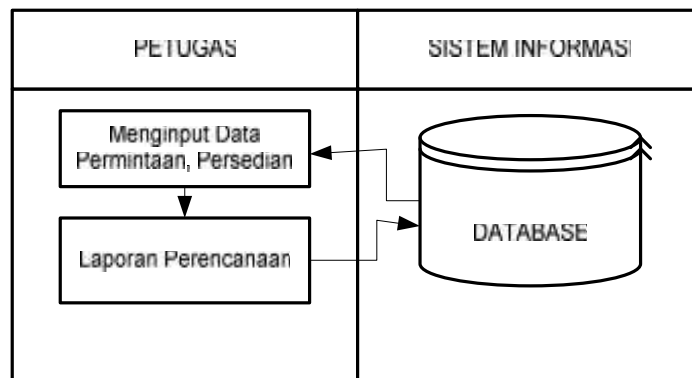 PETUGAS
SISTEM INFORMASI
Menginput Data
Permintaan, Persedian
Laporan Perencanaan
DATABASE